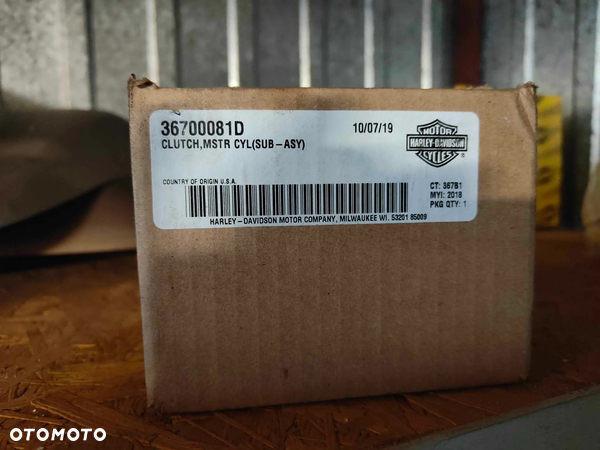 36700081D 10/07/19
CLUTCH,MSTR CYL(SUB-ASY)
MOTOR
HARLEY-DAVIDSON
CYCLES
COUNTRY OF ORIGIN U.S.A.
CT: 367B1
MYI: 2018
PKG QTY: 1
HARLEY-DAVIDSON MOTOR COMPANY, MILWAUKEE WI. 53201 85009
OTOMOTO